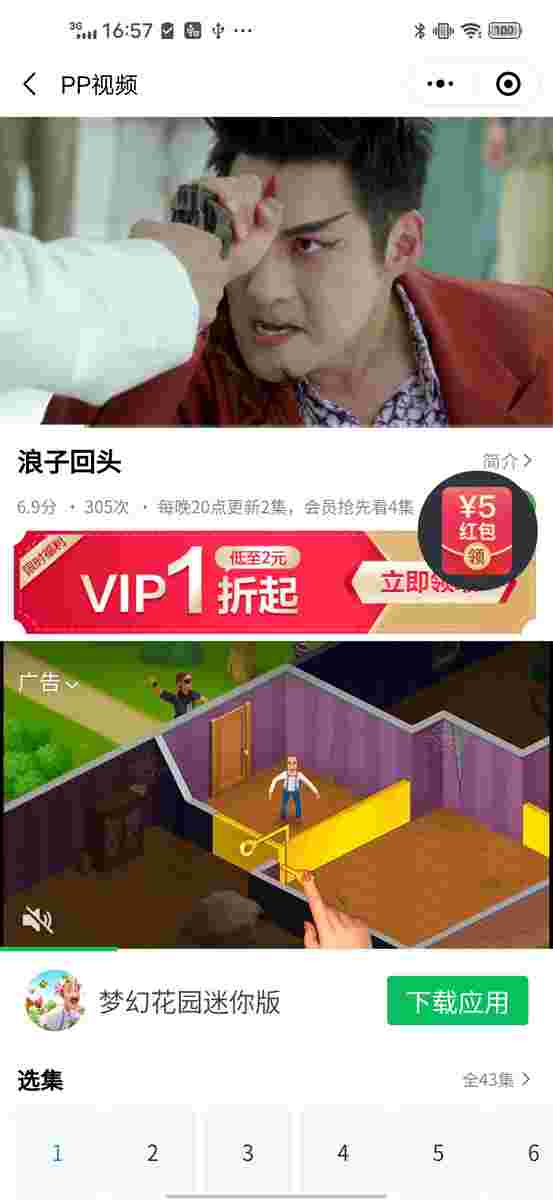 3G 16:57 100
PP视频
浪子回头
简介
6.9分 · 305次 · 每晚20点更新2集，会员抢先看4集
¥5
红包
领
限时福利
VIP1折起
低至2元
立即领
广告
梦幻花园迷你版
下载应用
选集
全43集
1 2 3 4 5 6